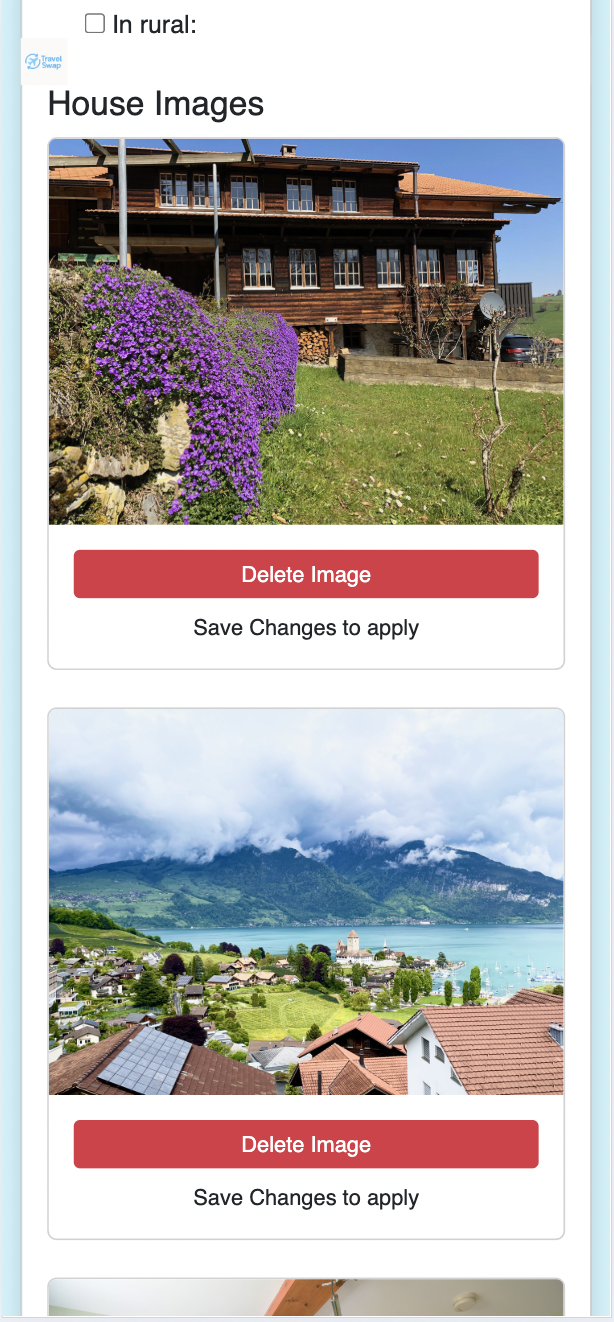 In rural:
Travel
Swap
House Images
Delete Image
Save Changes to apply
Delete Image
Save Changes to apply